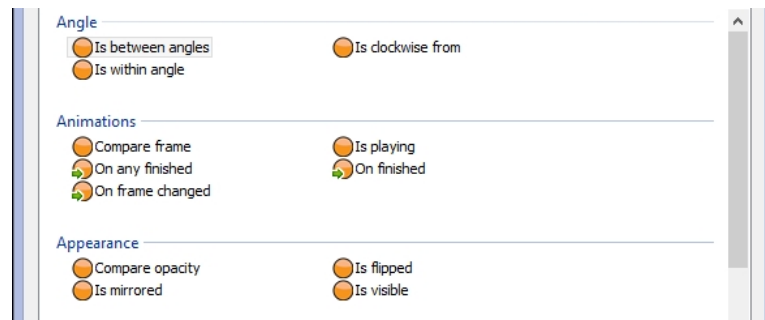 Angle
Is between angles Is clockwise from
Is within angle
Animations
Compare frame Is playing
On any finished On finished
On frame changed
Appearance
Compare opacity Is flipped
Is mirrored Is visible